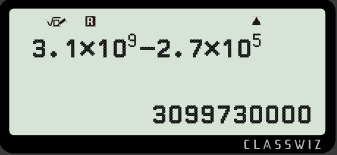 √▱ R ▲
3.1×10⁹−2.7×10⁵
3099730000
CLASSWIZ